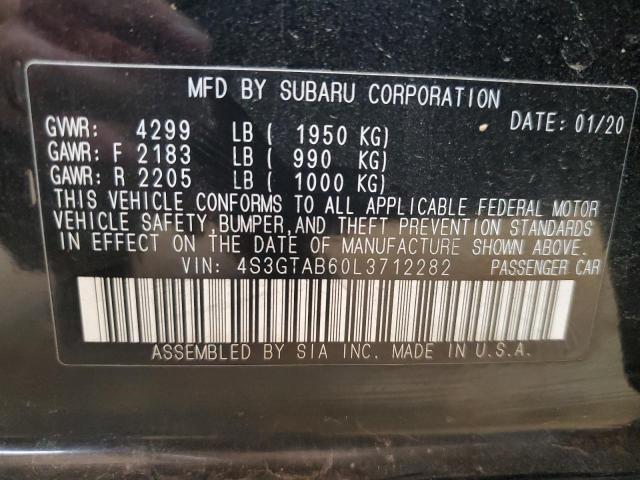 MFD BY SUBARU CORPORATION
DATE: 01/20
GVWR: 4299 LB ( 1950 KG)
GAWR: F 2183 LB ( 990 KG)
GAWR: R 2205 LB ( 1000 KG)
THIS VEHICLE CONFORMS TO ALL APPLICABLE FEDERAL MOTOR
VEHICLE SAFETY, BUMPER, AND THEFT PREVENTION STANDARDS
IN EFFECT ON THE DATE OF MANUFACTURE SHOWN ABOVE.
VIN: 4S3GTAB60L3712282 PASSENGER CAR
ASSEMBLED BY SIA INC. MADE IN U.S.A.